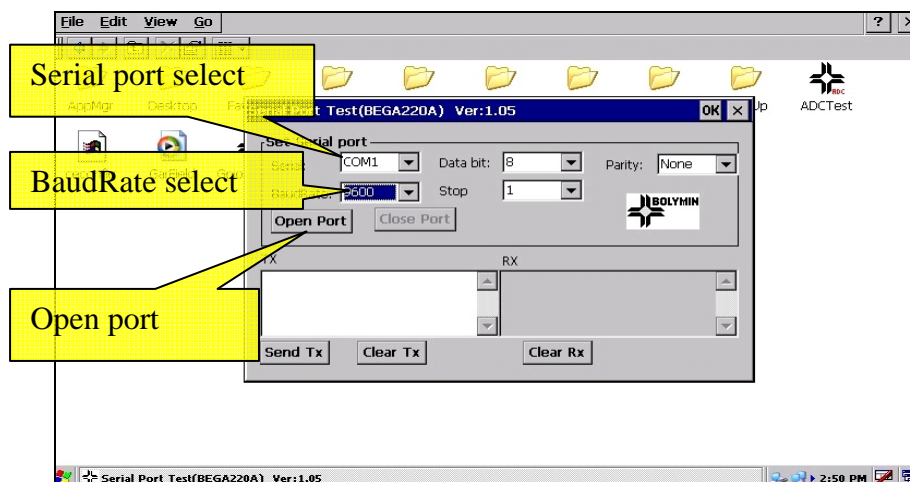 File Edit View Go ?
Serial port select
AppMgr Desktop Up ADCTest
Port Test(BEGA220A) Ver:1.05 OK
Set Serial port
COM1 Data bit: 8 Parity: None
BaudRate select
BaudRate: 9600 Stop 1
BOLYMIN
Open Port Close Port
TX RX
Open port
Send Tx Clear Tx Clear Rx
Serial Port Test(BEGA220A) Ver:1.05 2:50 PM